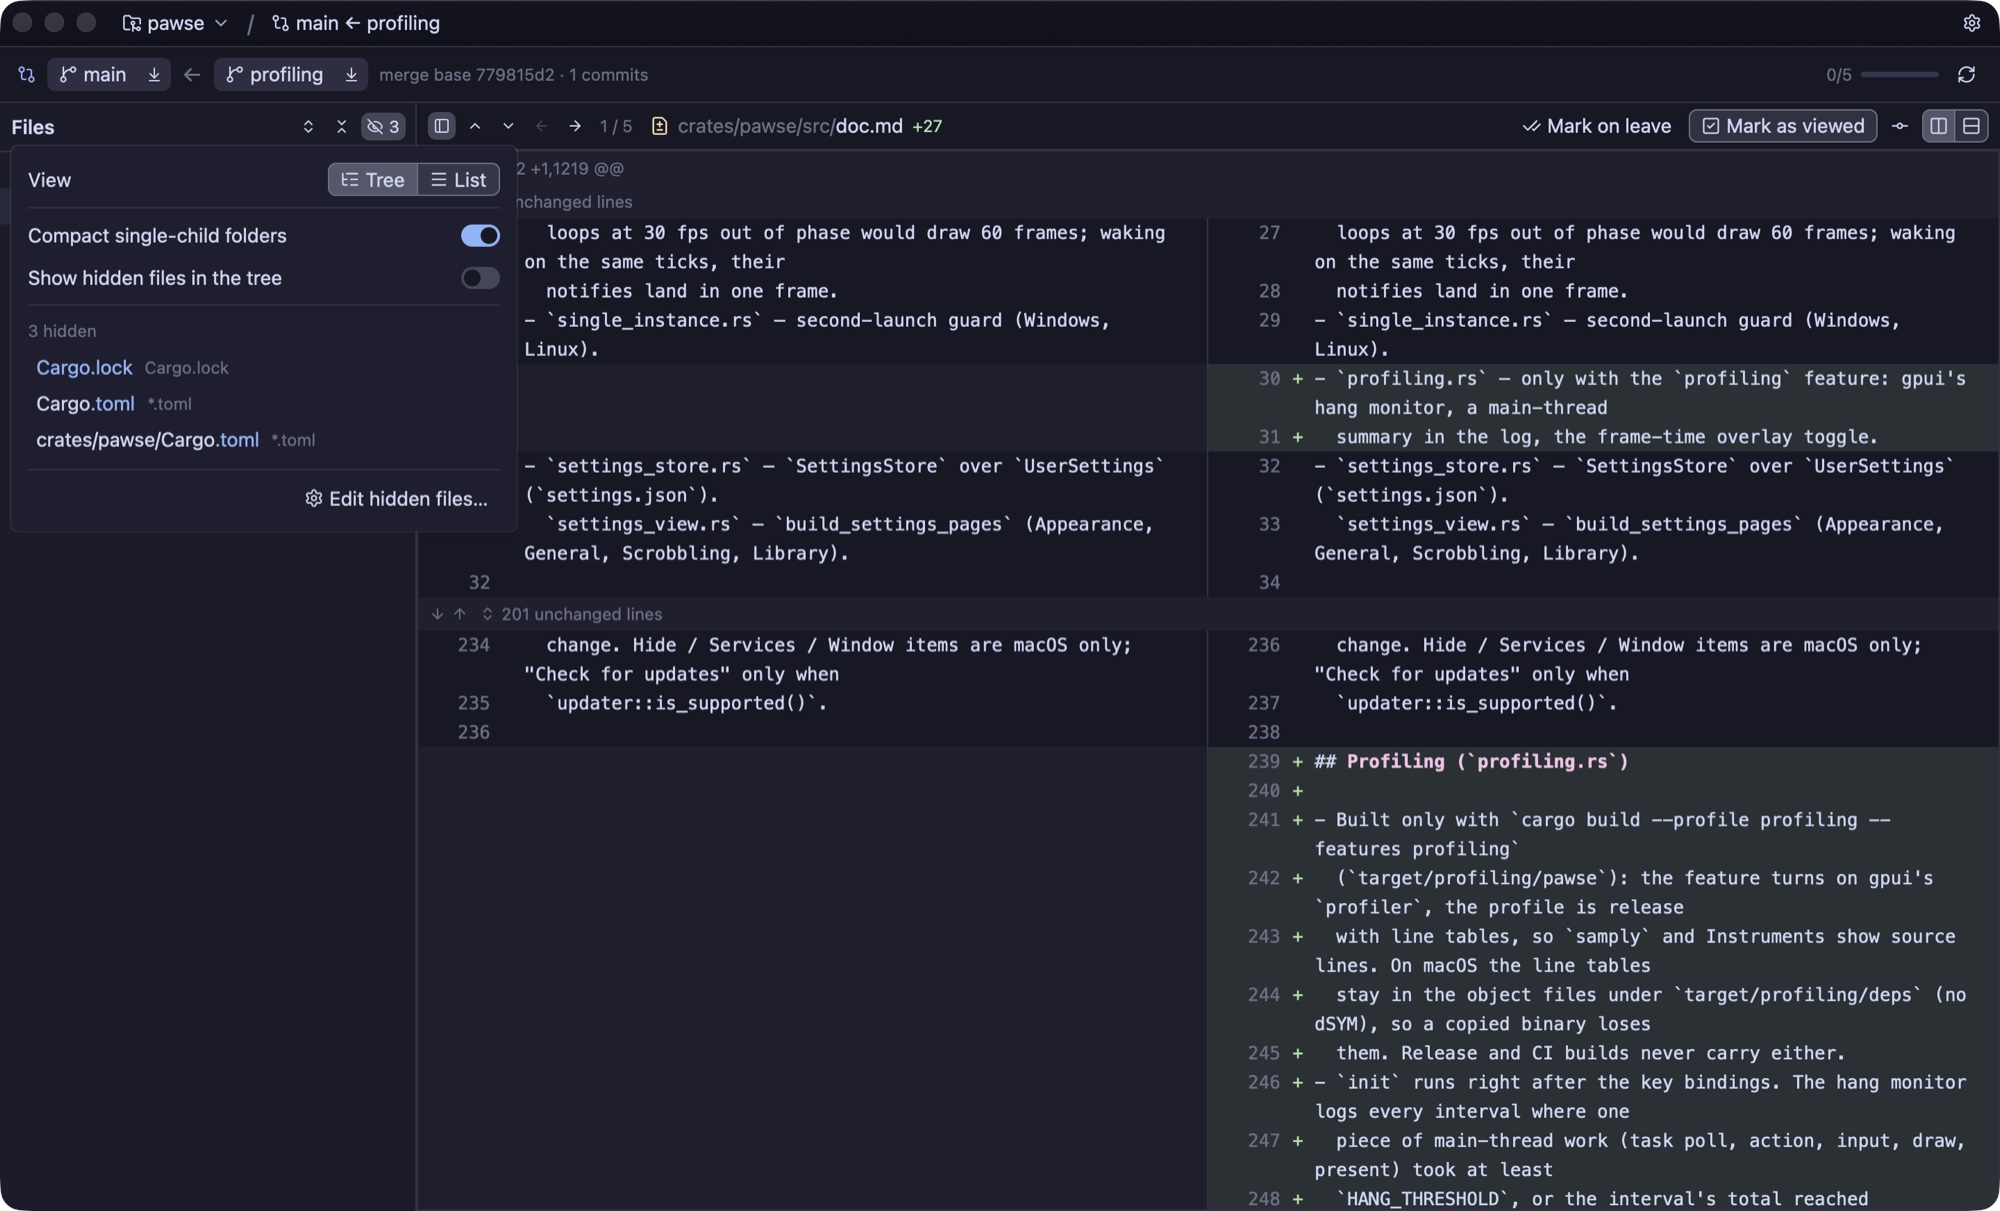 pawse / main ← profiling
main ← profiling merge base 779815d2 · 1 commits 0/5
Files 3 1 / 5 crates/pawse/src/doc.md +27 Mark on leave Mark as viewed
View Tree List
Compact single-child folders
Show hidden files in the tree
3 hidden
Cargo.lock Cargo.lock
Cargo.toml *.toml
crates/pawse/Cargo.toml *.toml
Edit hidden files...
2 +1,1219 @@
nchanged lines
loops at 30 fps out of phase would draw 60 frames; waking
on the same ticks, their
notifies land in one frame.
– `single_instance.rs` — second-launch guard (Windows,
Linux).
– `settings_store.rs` — `SettingsStore` over `UserSettings`
(`settings.json`).
`settings_view.rs` — `build_settings_pages` (Appearance,
General, Scrobbling, Library).
32
27 loops at 30 fps out of phase would draw 60 frames; waking
on the same ticks, their
28 notifies land in one frame.
29 – `single_instance.rs` — second-launch guard (Windows,
Linux).
30 + – `profiling.rs` — only with the `profiling` feature: gpui's
hang monitor, a main-thread
31 + summary in the log, the frame-time overlay toggle.
32 – `settings_store.rs` — `SettingsStore` over `UserSettings`
(`settings.json`).
33 `settings_view.rs` — `build_settings_pages` (Appearance,
General, Scrobbling, Library).
34
201 unchanged lines
234 change. Hide / Services / Window items are macOS only;
"Check for updates" only when
235 `updater::is_supported()`.
236
236 change. Hide / Services / Window items are macOS only;
"Check for updates" only when
237 `updater::is_supported()`.
238
239 + ## Profiling (`profiling.rs`)
240 +
241 + – Built only with `cargo build --profile profiling --
features profiling`
242 + (`target/profiling/pawse`): the feature turns on gpui's
`profiler`, the profile is release
243 + with line tables, so `samply` and Instruments show source
lines. On macOS the line tables
244 + stay in the object files under `target/profiling/deps` (no
dSYM), so a copied binary loses
245 + them. Release and CI builds never carry either.
246 + – `init` runs right after the key bindings. The hang monitor
logs every interval where one
247 + piece of main-thread work (task poll, action, input, draw,
present) took at least
248 + `HANG_THRESHOLD`, or the interval's total reached